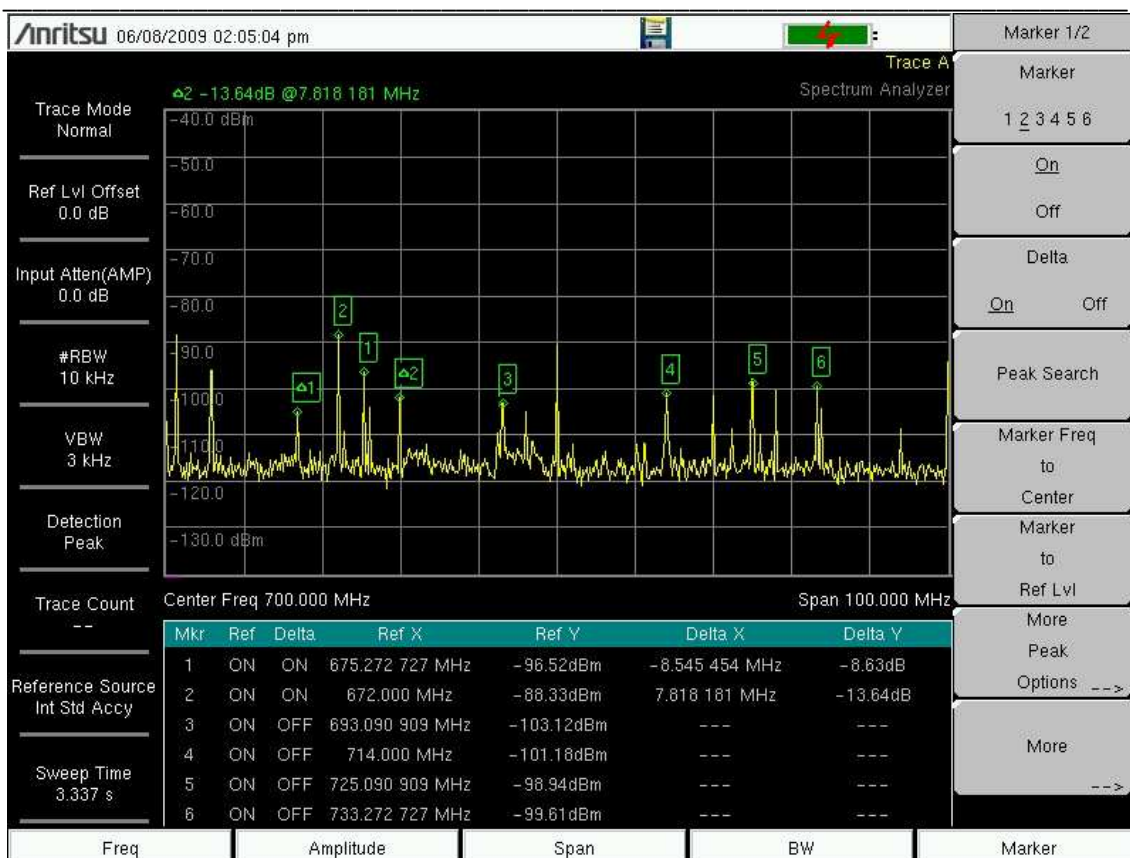 Anritsu 06/08/2009 02:05:04 pm
Trace A
Spectrum Analyzer
Δ2 -13.64dB @7.818 181 MHz
Trace Mode
Normal
Ref Lvl Offset
0.0 dB
Input Atten(AMP)
0.0 dB
#RBW
10 kHz
VBW
3 kHz
Detection
Peak
Trace Count
--
Reference Source
Int Std Accy
Sweep Time
3.337 s
-40.0 dBm
-50.0
-60.0
-70.0
-80.0
-90.0
-100.0
-110.0
-120.0
-130.0 dBm
Δ1
2
1
Δ2
3
4
5
6
Center Freq 700.000 MHz
Span 100.000 MHz
Mkr Ref Delta Ref X Ref Y Delta X Delta Y
1 ON ON 675.272 727 MHz -96.52dBm -8.545 454 MHz -8.63dB
2 ON ON 672.000 MHz -88.33dBm 7.818 181 MHz -13.64dB
3 ON OFF 693.090 909 MHz -103.12dBm --- ---
4 ON OFF 714.000 MHz -101.18dBm --- ---
5 ON OFF 725.090 909 MHz -98.94dBm --- ---
6 ON OFF 733.272 727 MHz -99.61dBm --- ---
Marker 1/2
Marker
1 2 3 4 5 6
On
Off
Delta
On Off
Peak Search
Marker Freq
to
Center
Marker
to
Ref Lvl
More
Peak
Options -->
More
-->
Freq
Amplitude
Span
BW
Marker